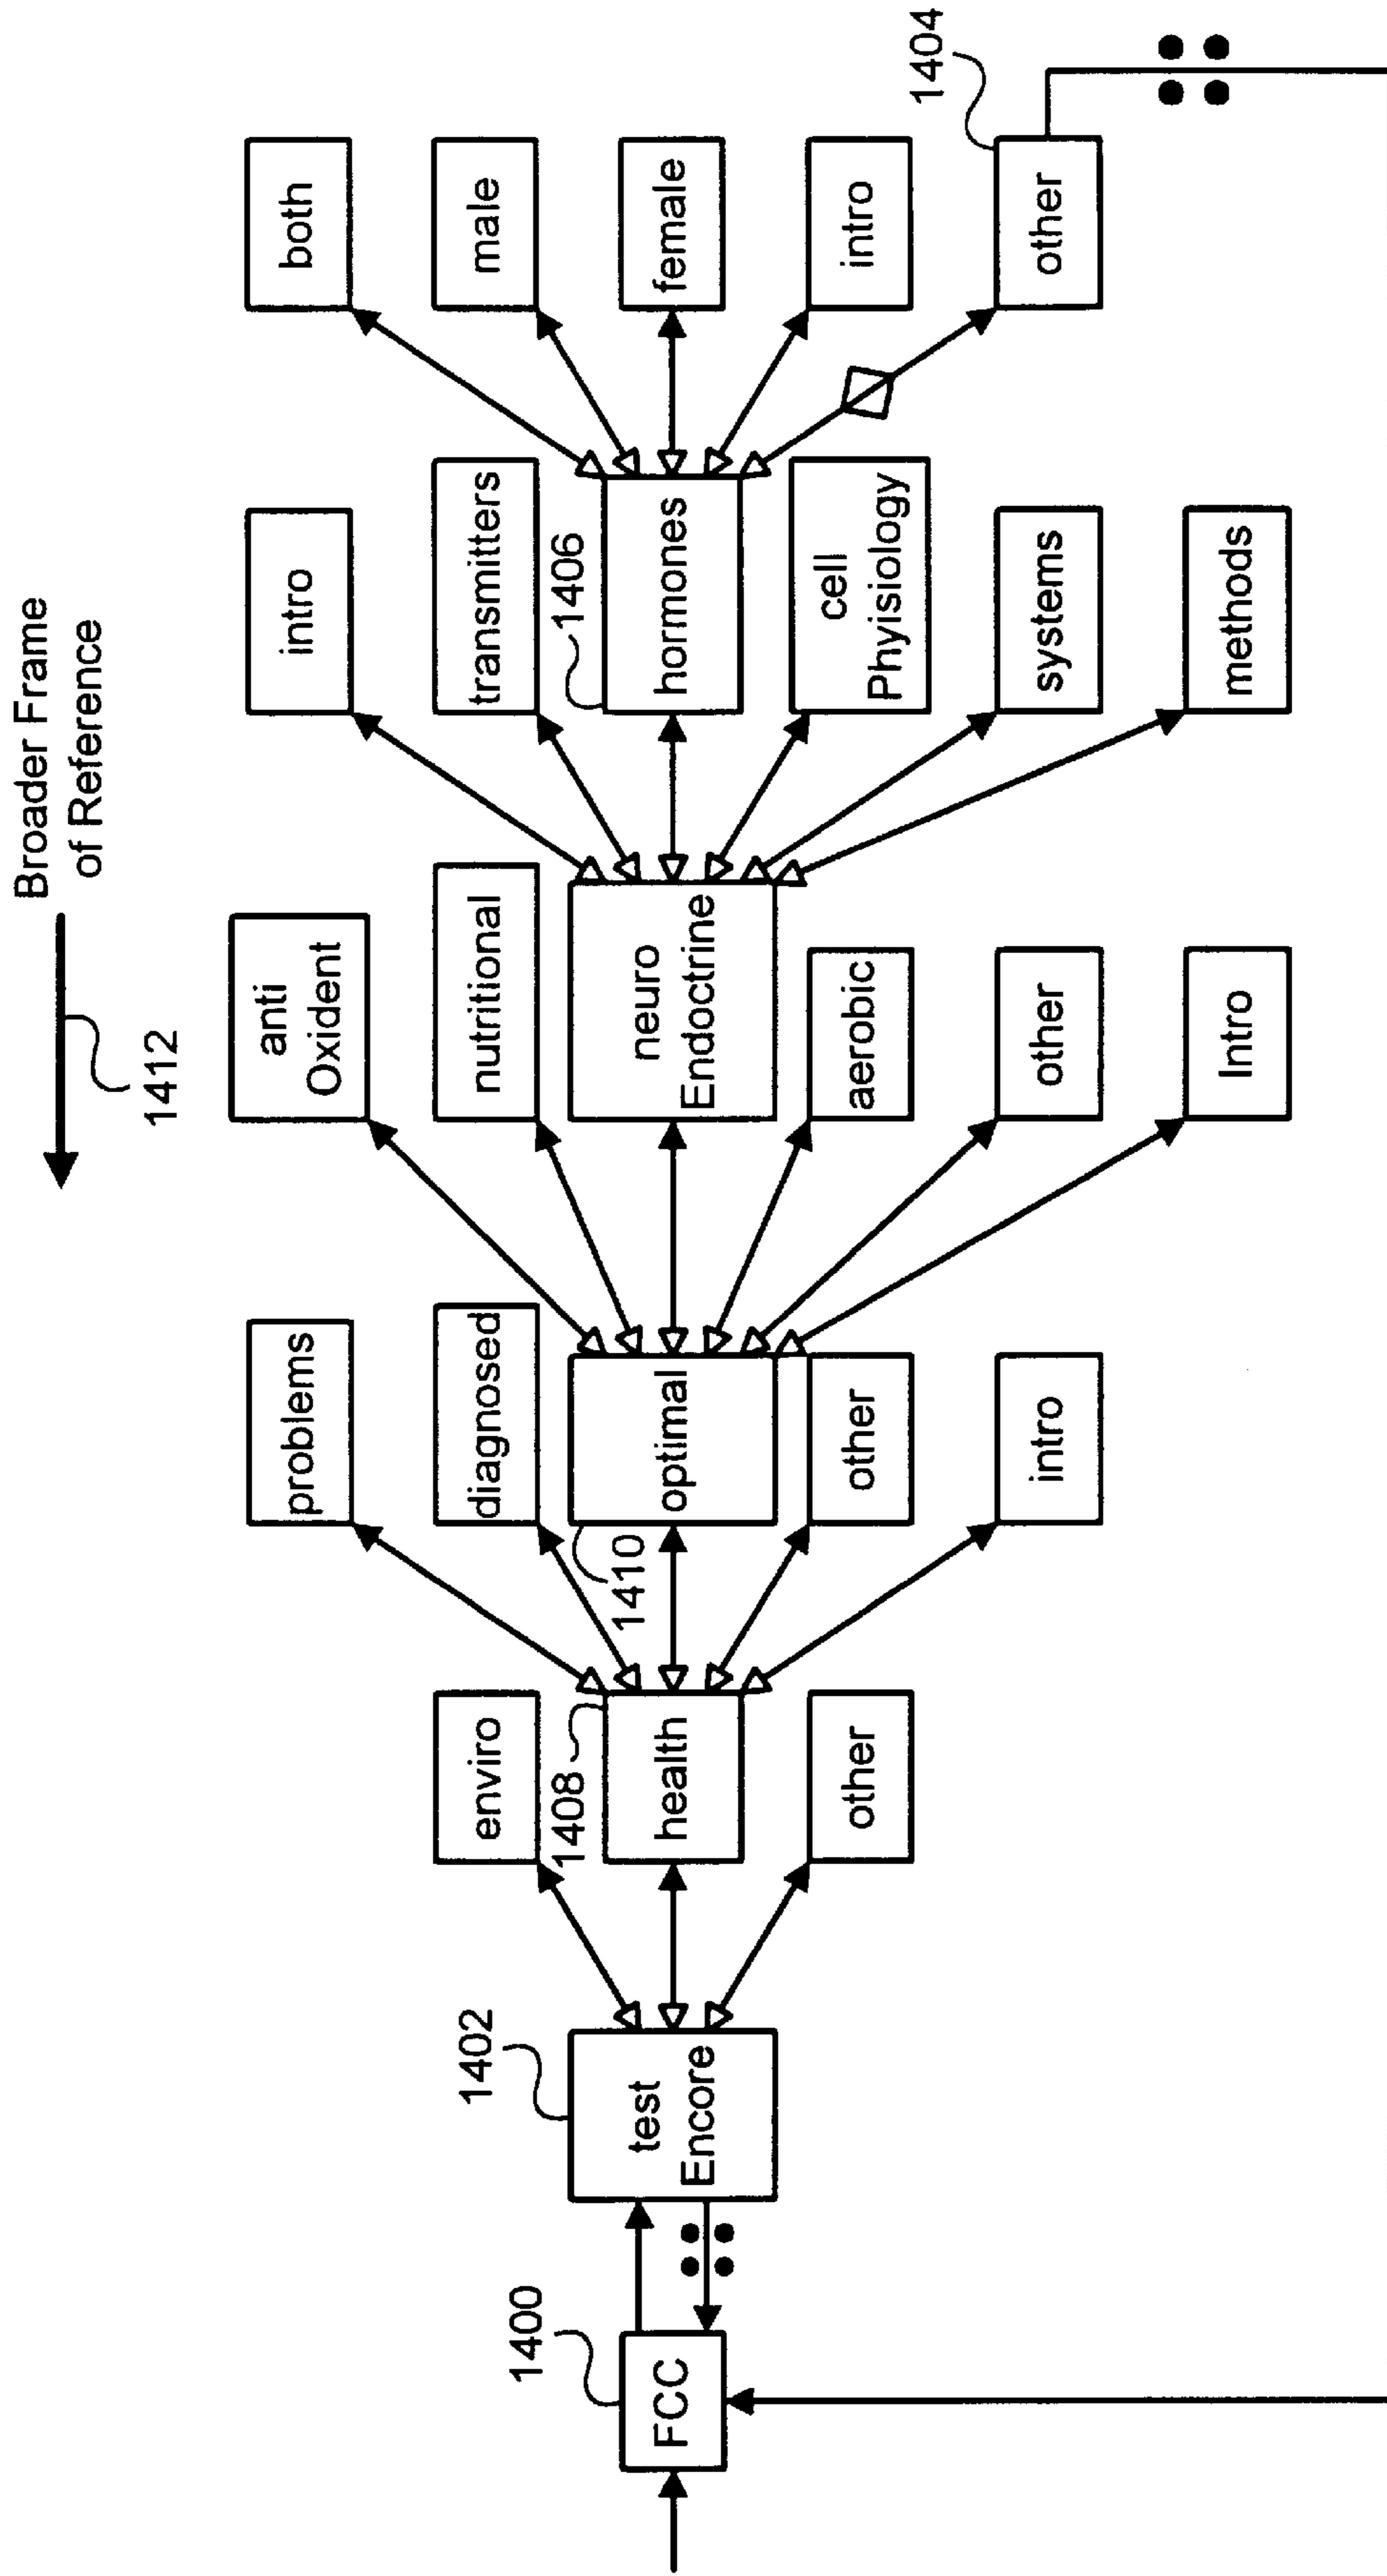 Broader Frame
of Reference
1412
FCC
1400
test
Encore
1402
enviro
health
1408
other
problems
diagnosed
optimal
1410
other
intro
anti
Oxident
nutritional
neuro
Endoctrine
aerobic
other
Intro
intro
transmitters
hormones
1406
cell
Phyisiology
systems
methods
both
male
female
intro
other
1404